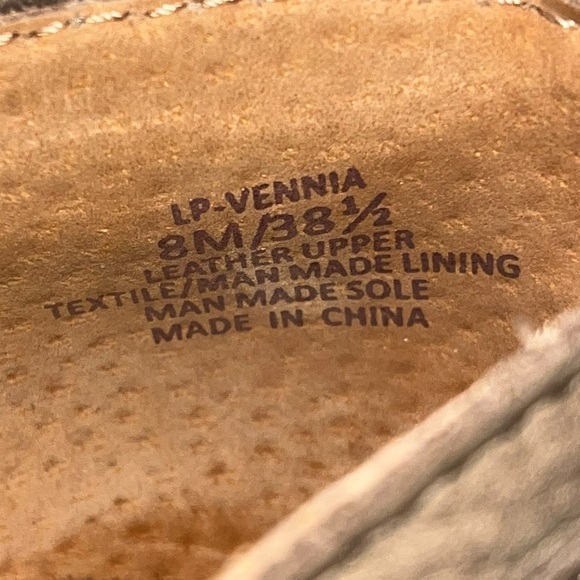 LP-VENNIA
8M/38½
LEATHER UPPER
TEXTILE/MAN MADE LINING
MAN MADE SOLE
MADE IN CHINA